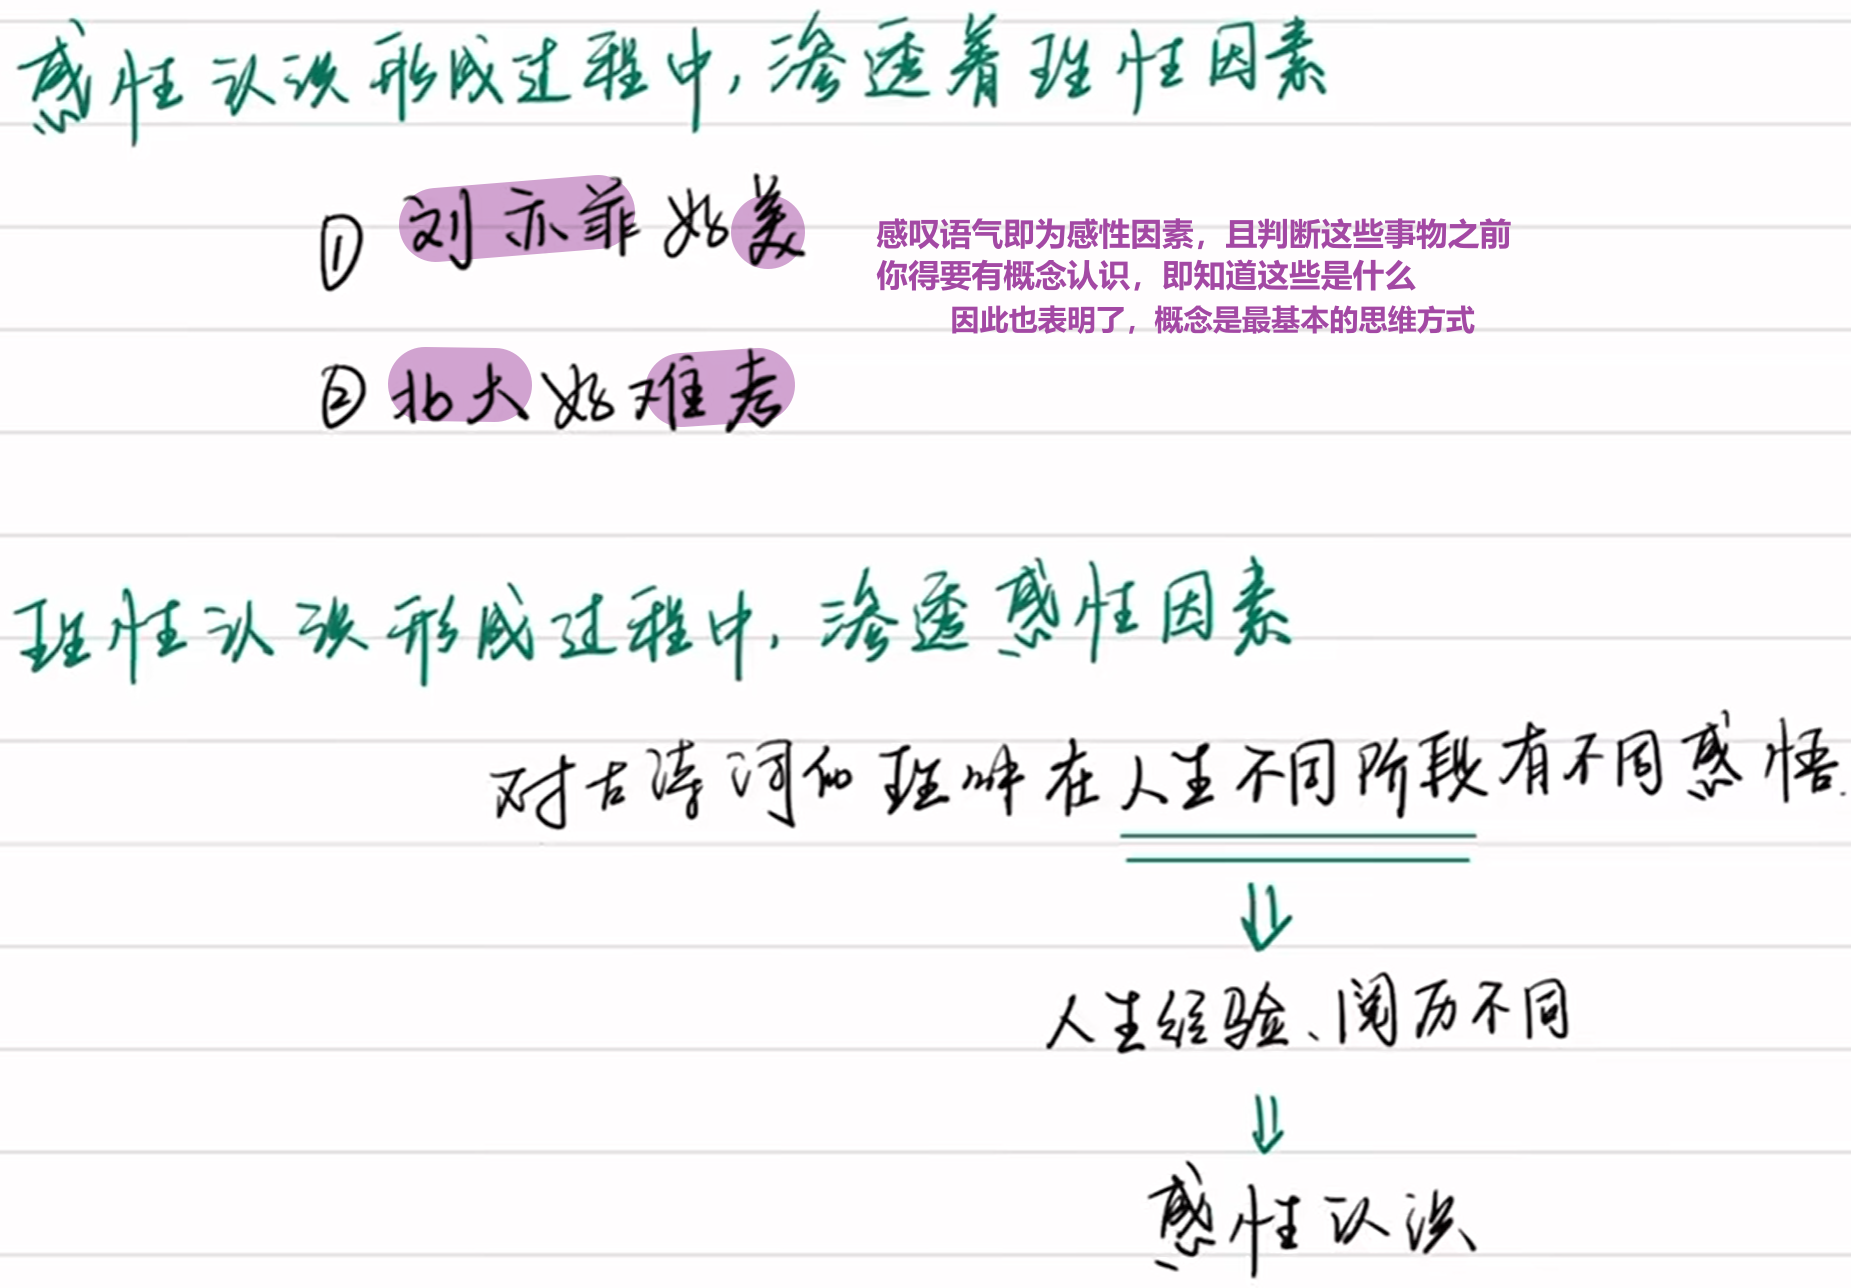 感性认识形成过程中，渗透着理性因素
① 刘亦菲好美
感叹语气即为感性因素，且判断这些事物之前
你得要有概念认识，即知道这些是什么
因此也表明了，概念是最基本的思维方式
② 北大好难考
理性认识形成过程中，渗透感性因素
对古诗词的理解在人生不同阶段有不同感悟.
人生经验、阅历不同
感性认识